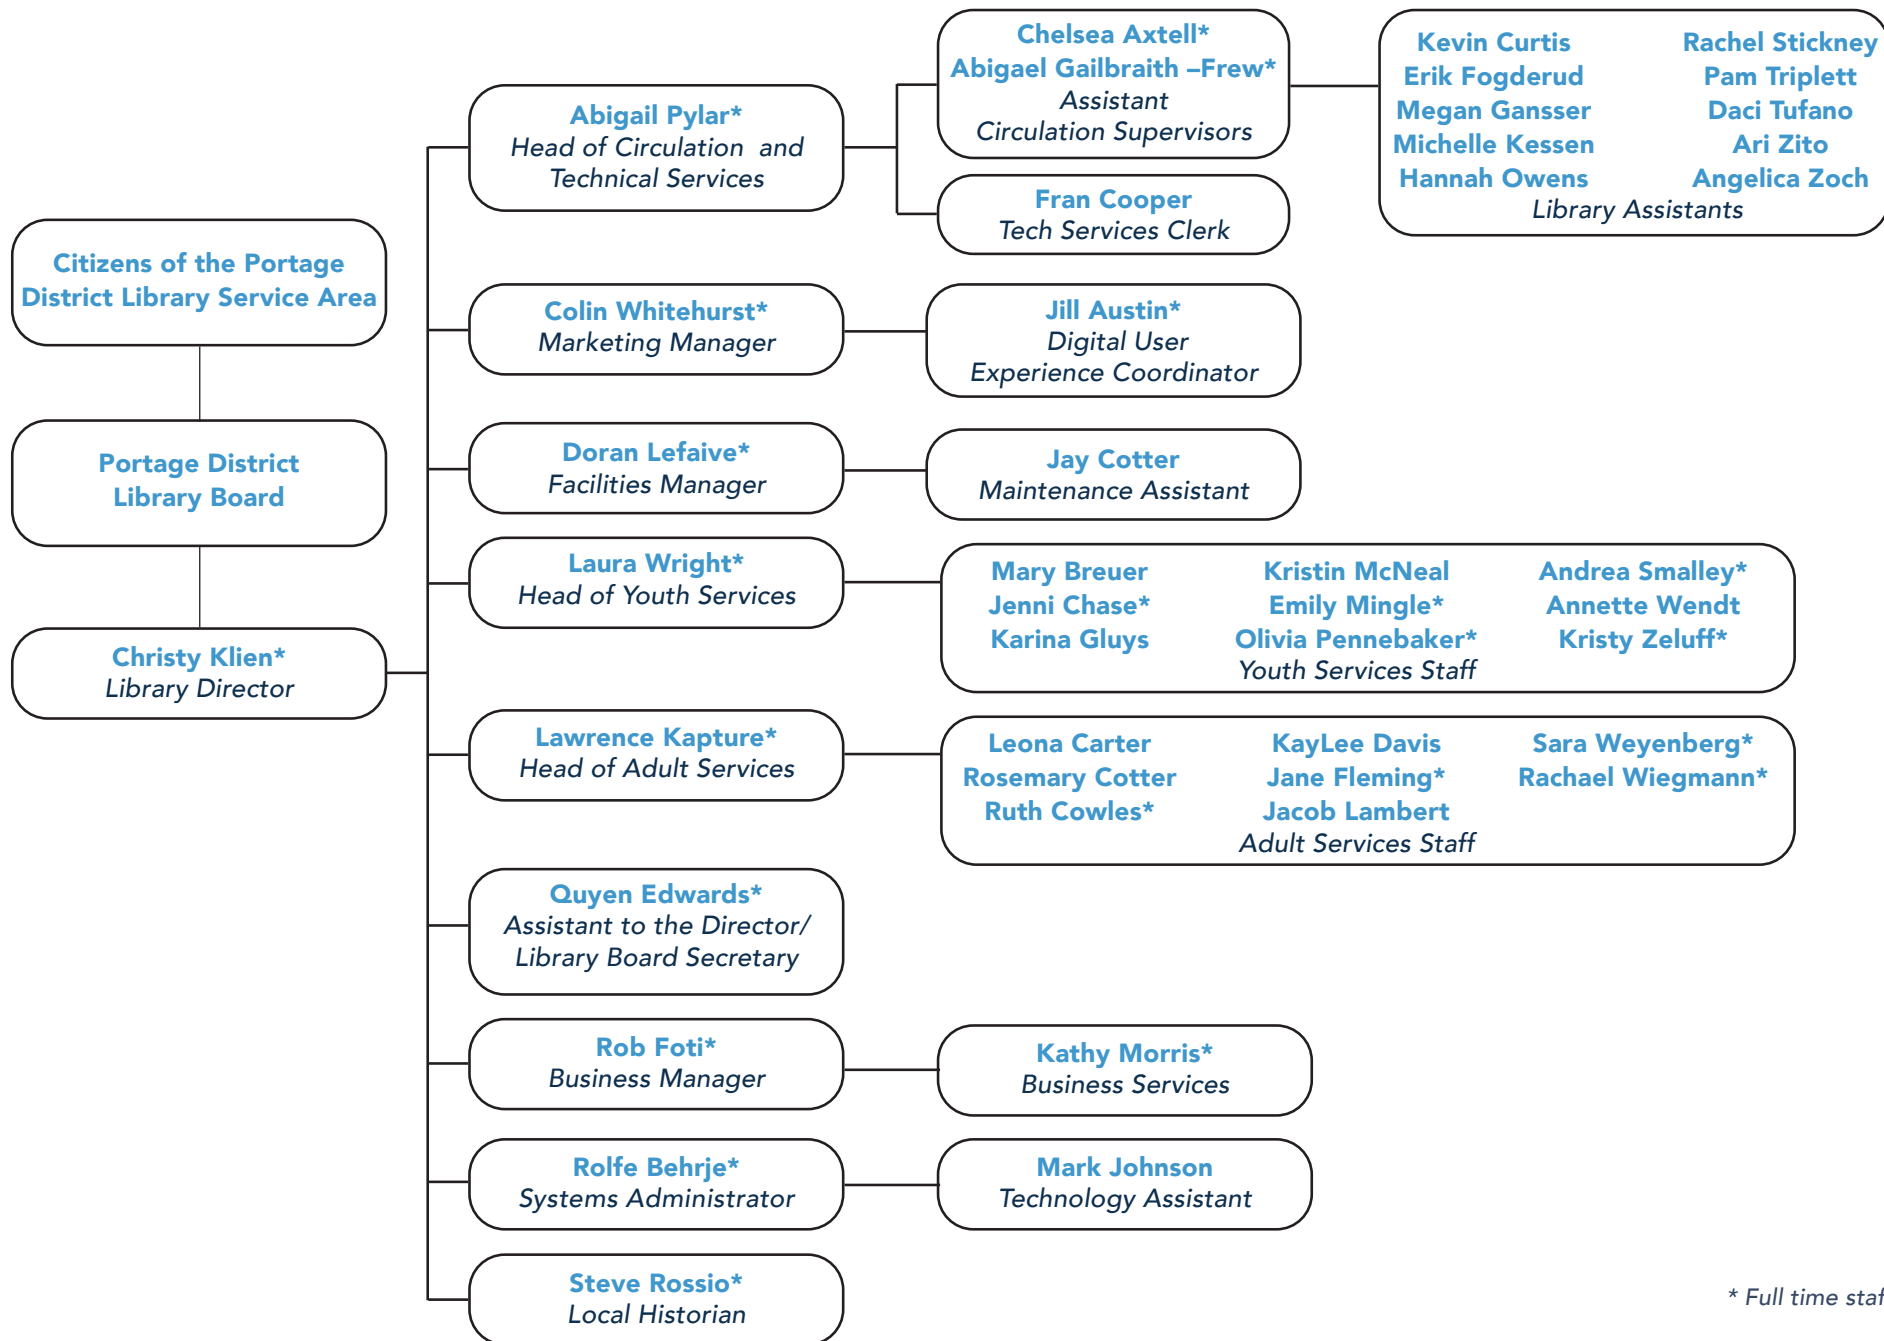 Citizens of the Portage
District Library Service Area
Portage District
Library Board
Christy Klien*
Library Director
Abigail Pylar*
Head of Circulation and
Technical Services
Chelsea Axtell*
Abigael Gailbraith –Frew*
Assistant
Circulation Supervisors
Kevin Curtis
Erik Fogderud
Megan Gansser
Michelle Kessen
Hannah Owens
Rachel Stickney
Pam Triplett
Daci Tufano
Ari Zito
Angelica Zoch
Library Assistants
Fran Cooper
Tech Services Clerk
Colin Whitehurst*
Marketing Manager
Jill Austin*
Digital User
Experience Coordinator
Doran Lefaive*
Facilities Manager
Jay Cotter
Maintenance Assistant
Laura Wright*
Head of Youth Services
Mary Breuer
Jenni Chase*
Karina Gluys
Kristin McNeal
Emily Mingle*
Olivia Pennebaker*
Andrea Smalley*
Annette Wendt
Kristy Zeluff*
Youth Services Staff
Lawrence Kapture*
Head of Adult Services
Leona Carter
Rosemary Cotter
Ruth Cowles*
KayLee Davis
Jane Fleming*
Jacob Lambert
Sara Weyenberg*
Rachael Wiegmann*
Adult Services Staff
Quyen Edwards*
Assistant to the Director/
Library Board Secretary
Rob Foti*
Business Manager
Kathy Morris*
Business Services
Rolfe Behrje*
Systems Administrator
Mark Johnson
Technology Assistant
Steve Rossio*
Local Historian
* Full time staf